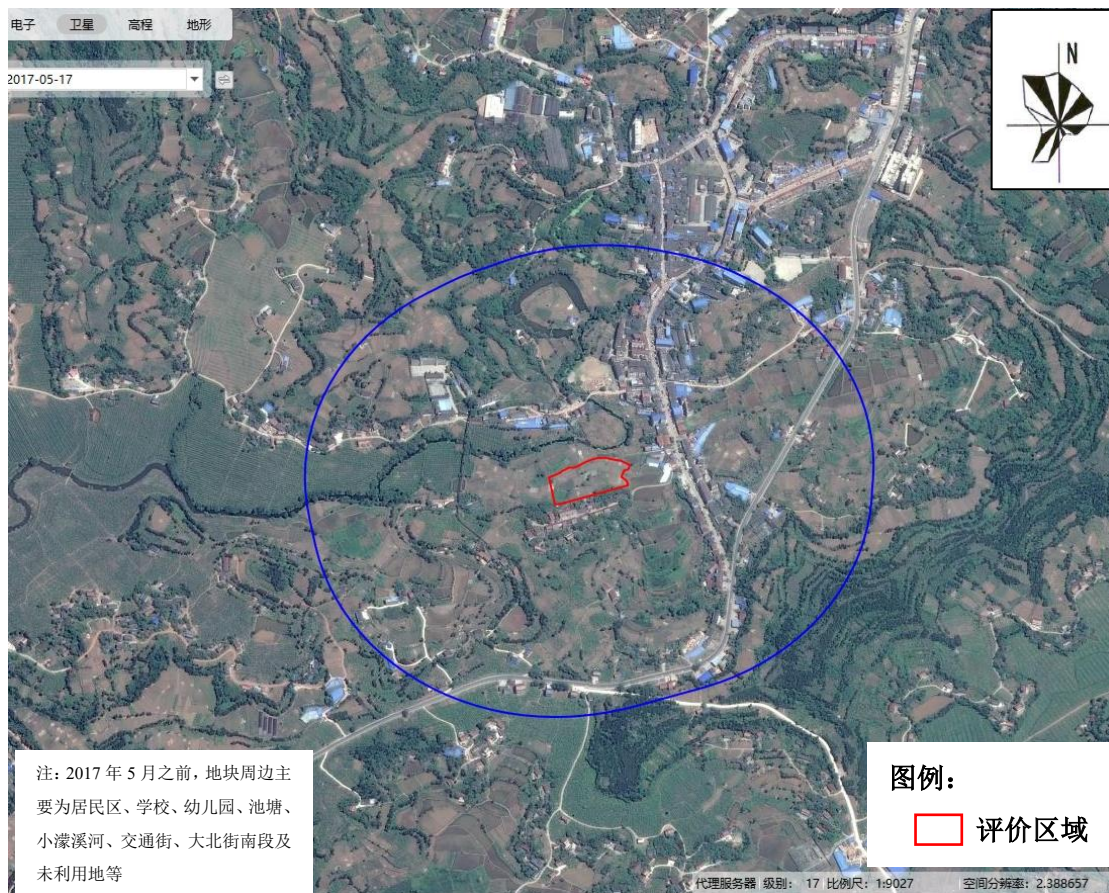 电子 卫星 高程 地形
2017-05-17
N
注：2017 年 5 月之前，地块周边主
要为居民区、学校、幼儿园、池塘、
小濛溪河、交通街、大北街南段及
未利用地等
图例：
评价区域
代理服务器 级别： 17 比例尺：1:9027 空间分辨率：2.388657